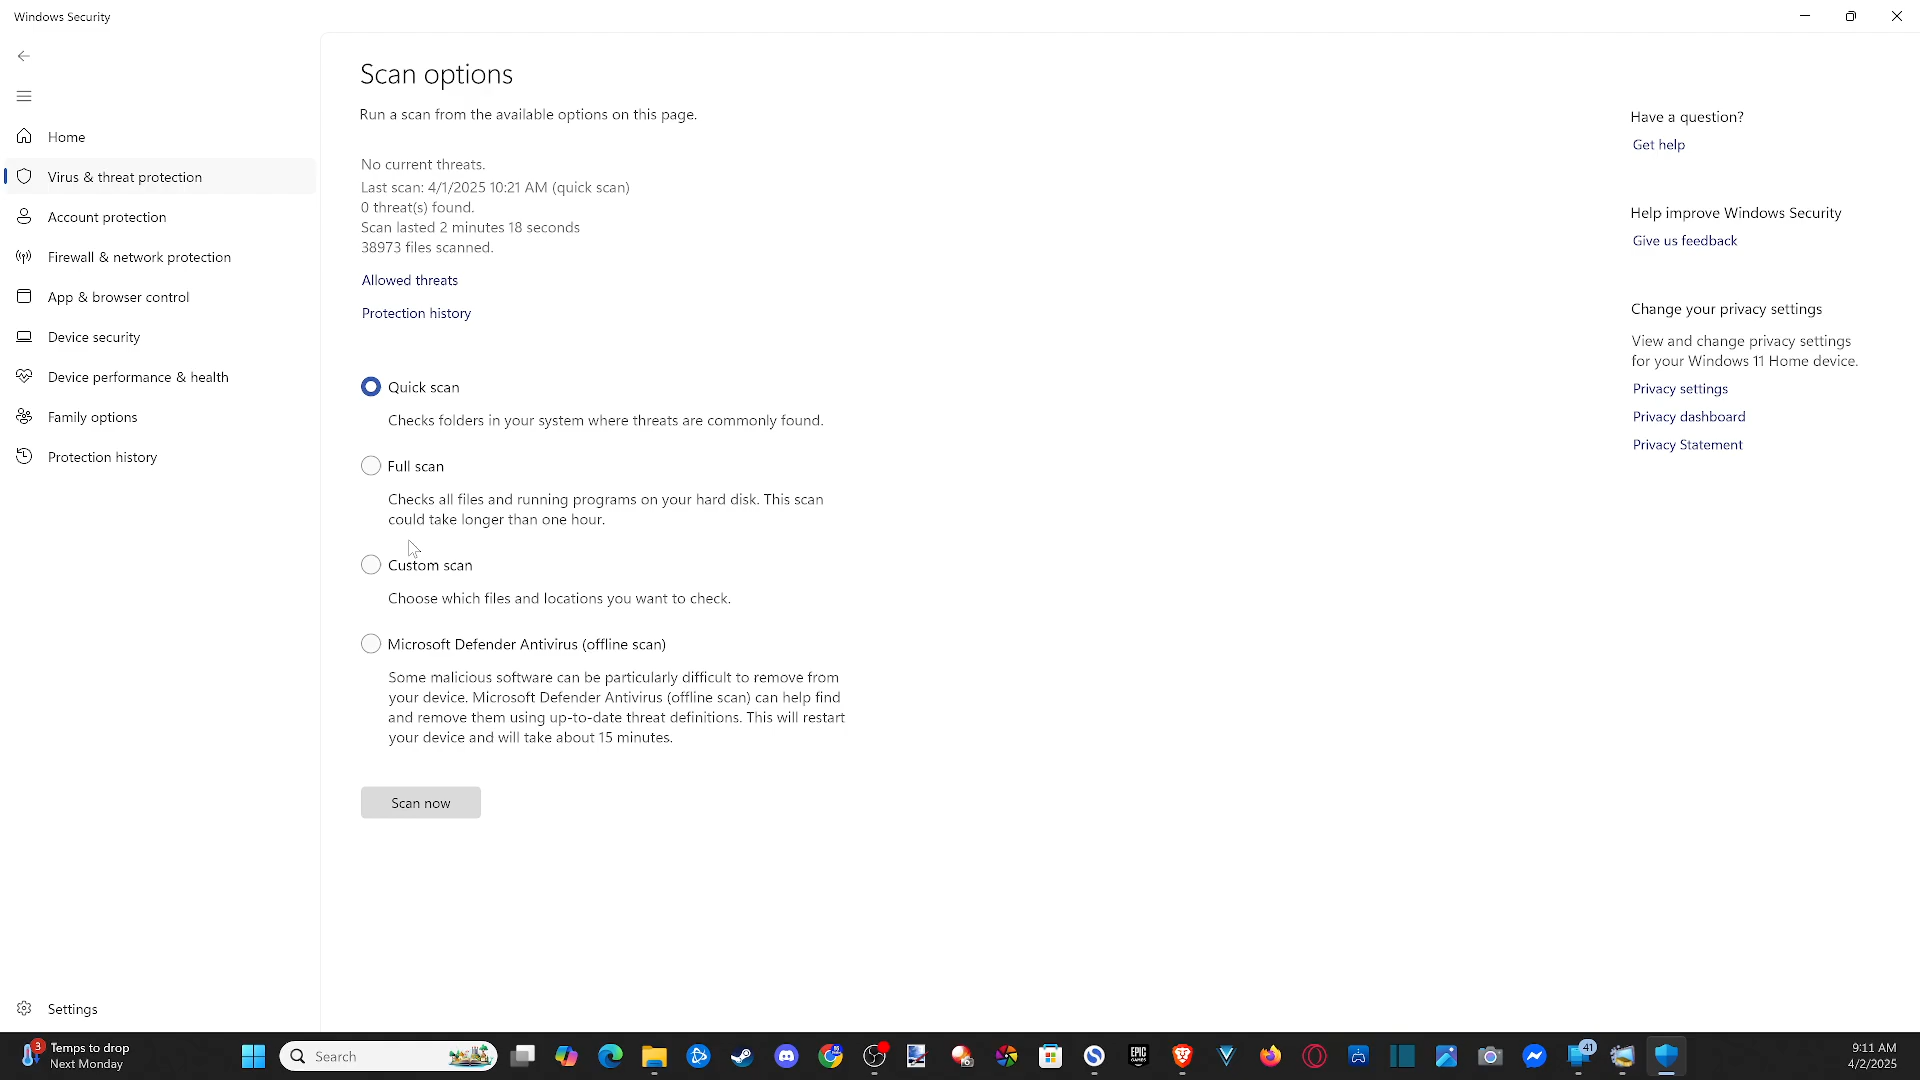 Windows Security
Home
Virus & threat protection
Account protection
Firewall & network protection
App & browser control
Device security
Device performance & health
Family options
Protection history
Settings
Scan options
Run a scan from the available options on this page.
No current threats.
Last scan: 4/1/2025 10:21 AM (quick scan)
0 threat(s) found.
Scan lasted 2 minutes 18 seconds
38973 files scanned.
Allowed threats
Protection history
Quick scan
Checks folders in your system where threats are commonly found.
Full scan
Checks all files and running programs on your hard disk. This scan
could take longer than one hour.
Custom scan
Choose which files and locations you want to check.
Microsoft Defender Antivirus (offline scan)
Some malicious software can be particularly difficult to remove from
your device. Microsoft Defender Antivirus (offline scan) can help find
and remove them using up-to-date threat definitions. This will restart
your device and will take about 15 minutes.
Scan now
Have a question?
Get help
Help improve Windows Security
Give us feedback
Change your privacy settings
View and change privacy settings
for your Windows 11 Home device.
Privacy settings
Privacy dashboard
Privacy Statement
3
Temps to drop
Next Monday
Search
EPIC
GAMES
41
9:11 AM
4/2/2025